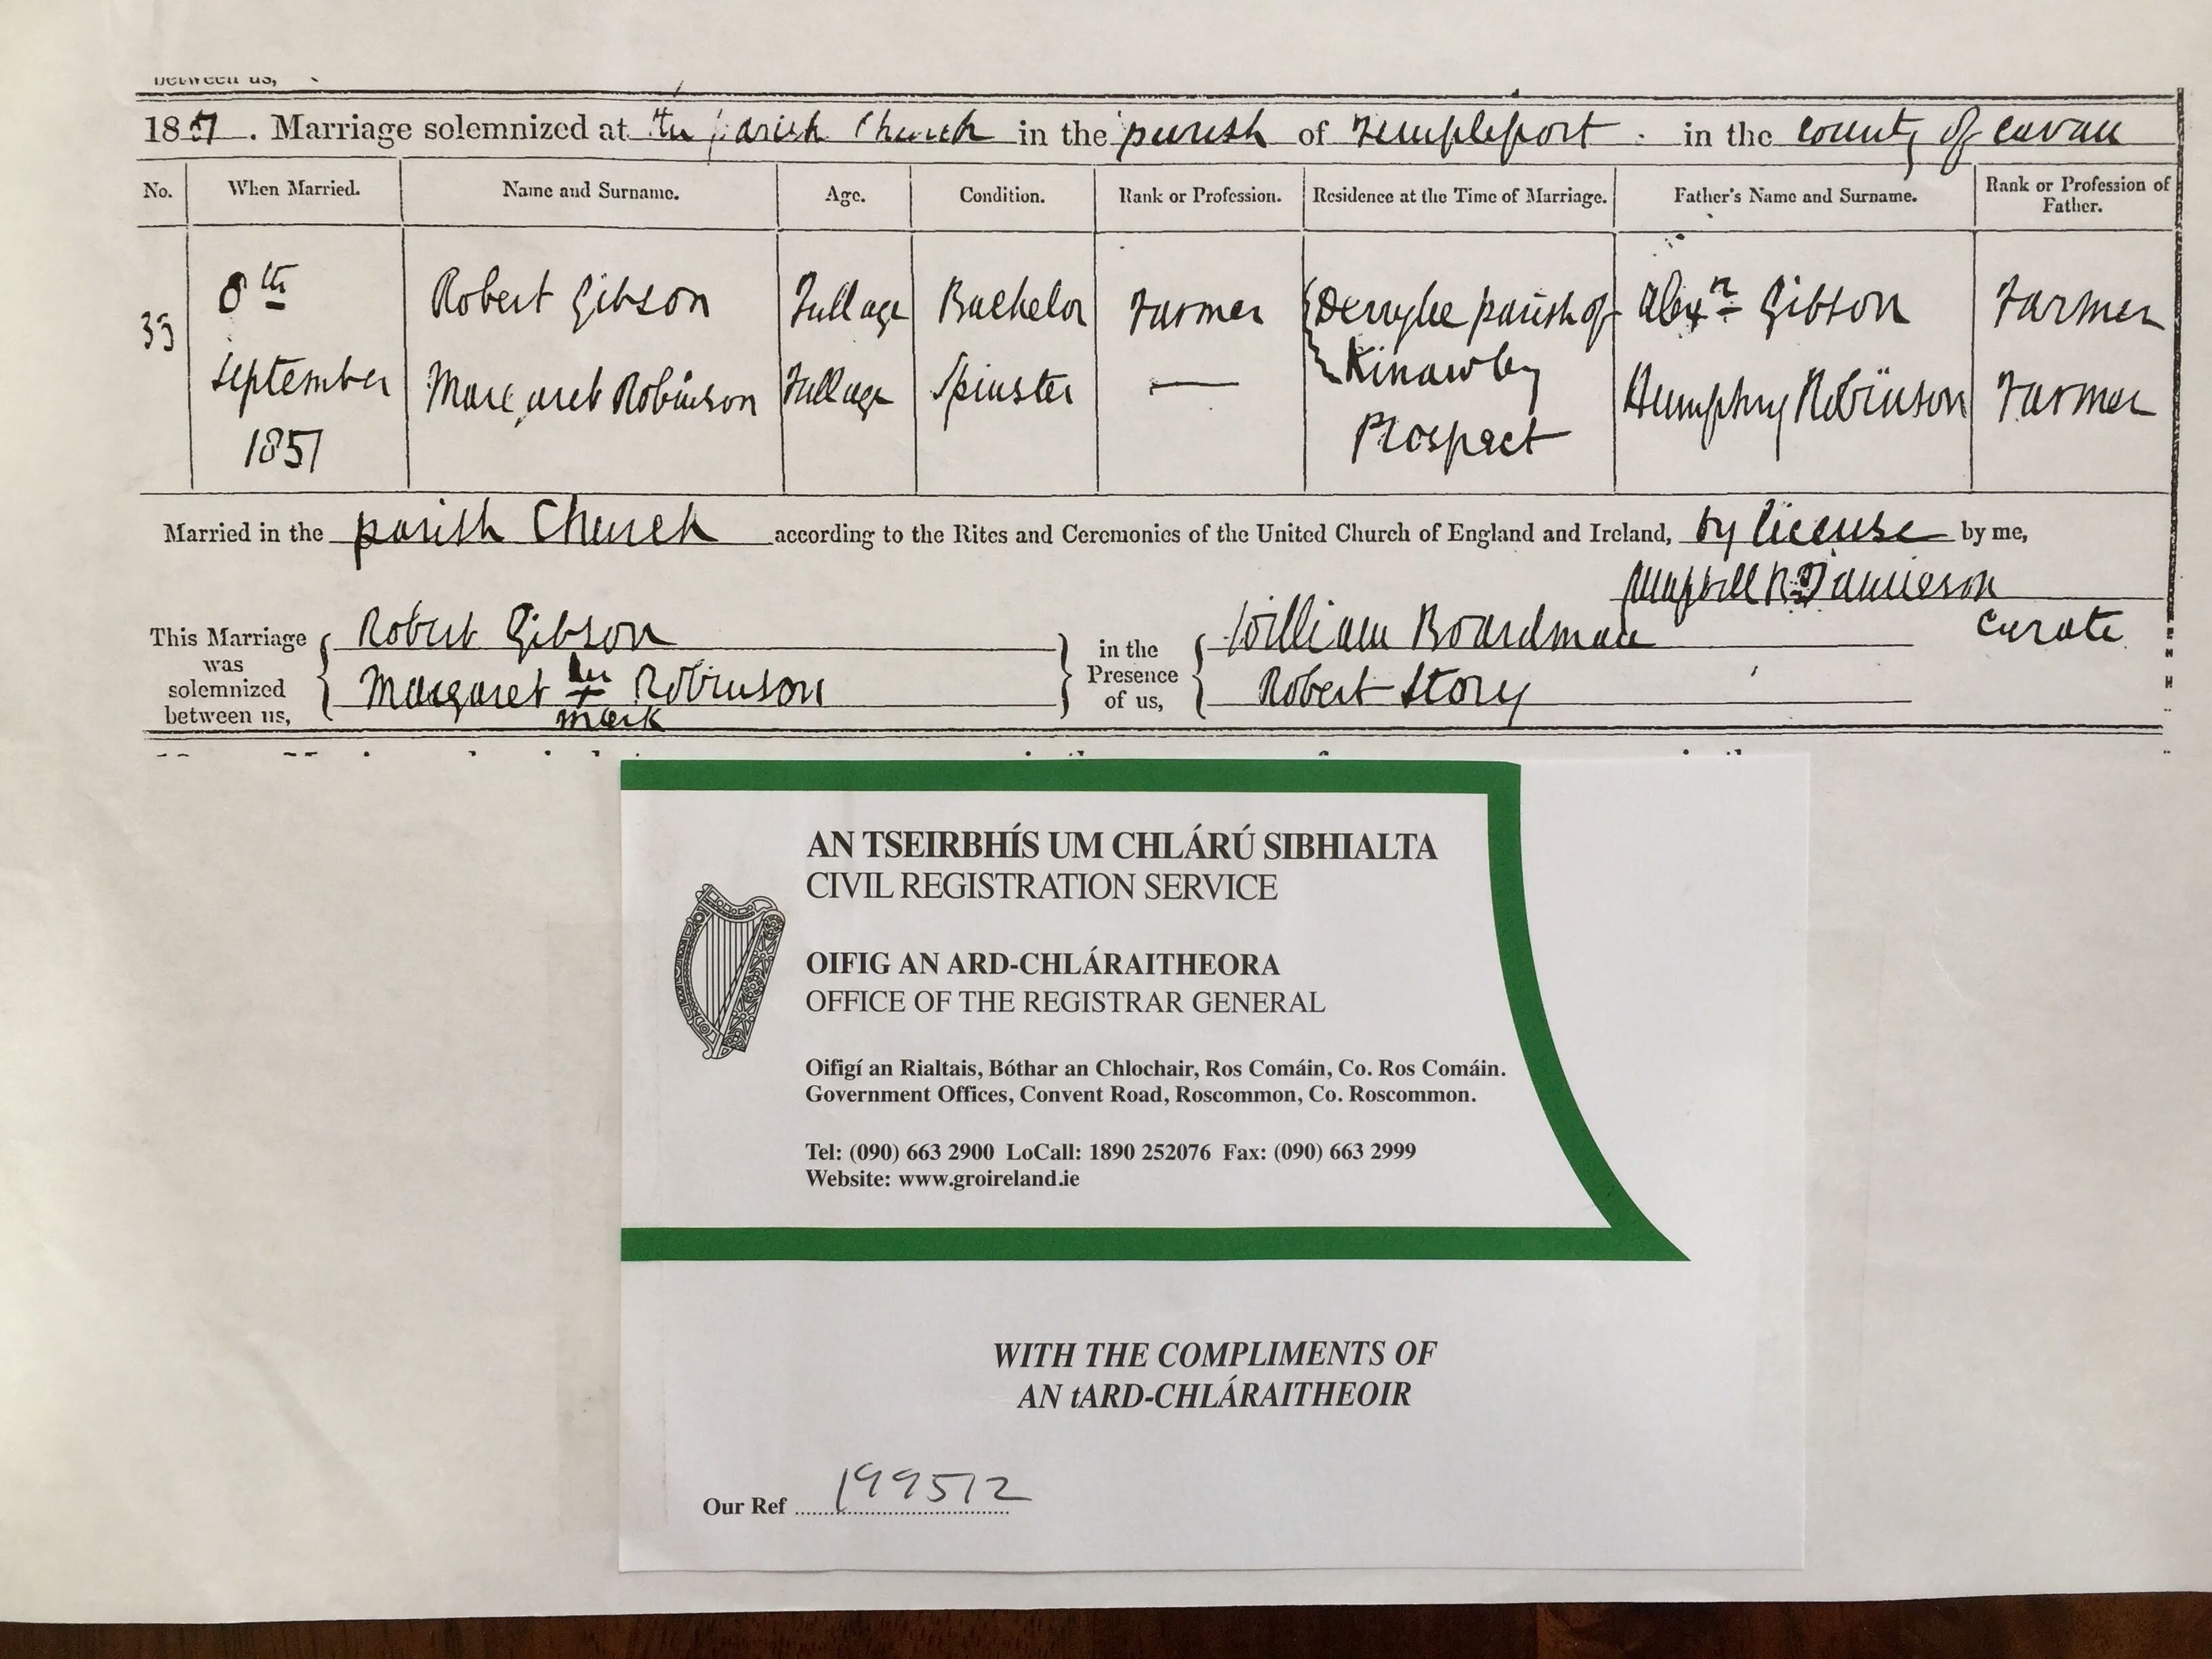 between us,
1851. Marriage solemnized at the parish Church in the parish of Templeport in the county of Cavan
No. When Married. Name and Surname. Age. Condition. Rank or Profession. Residence at the Time of Marriage. Father's Name and Surname. Rank or Profession of Father.
8th Robert Gibson Full age Bachelor Farmer parish of Alexr Gibson Farmer
Kinawley
September Margaret Robinson Full age Spinster — Humphry Robinson Farmer
1851 Prospect
Married in the parish Church according to the Rites and Ceremonies of the United Church of England and Ireland, by license by me,
Jamieson
Curate
This Marriage was solemnized between us, Robert Gibson
Margaret her + mark Robinson
in the Presence of us, William Boardman
Robert Story
AN TSEIRBHÍS UM CHLÁRÚ SIBHIALTA
CIVIL REGISTRATION SERVICE
OIFIG AN ARD-CHLÁRAITHEORA
OFFICE OF THE REGISTRAR GENERAL
Oifigí an Rialtais, Bóthar an Chlochair, Ros Comáin, Co. Ros Comáin.
Government Offices, Convent Road, Roscommon, Co. Roscommon.
Tel: (090) 663 2900 LoCall: 1890 252076 Fax: (090) 663 2999
Website: www.groireland.ie
WITH THE COMPLIMENTS OF
AN tARD-CHLÁRAITHEOIR
Our Ref 199512